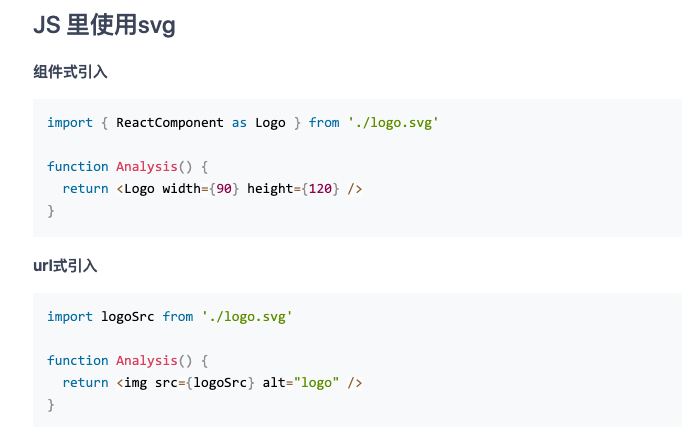 JS 里使用svg
组件式引入
import { ReactComponent as Logo } from './logo.svg'
function Analysis() {
  return <Logo width={90} height={120} />
}
url式引入
import logoSrc from './logo.svg'
function Analysis() {
  return <img src={logoSrc} alt="logo" />
}